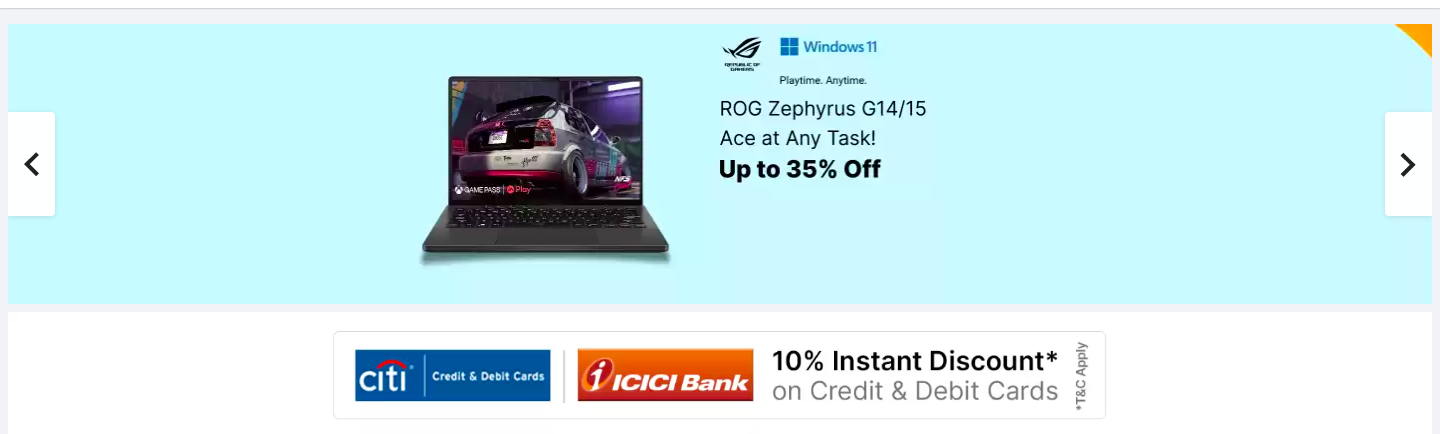 REPUBLIC OF
GAMERS
Windows 11
Playtime. Anytime.
ROG Zephyrus G14/15
Ace at Any Task!
Up to 35% Off
GAME PASS
Play
NFS
citi
Credit & Debit Cards
ICICI Bank
10% Instant Discount*
on Credit & Debit Cards
*T&C Apply